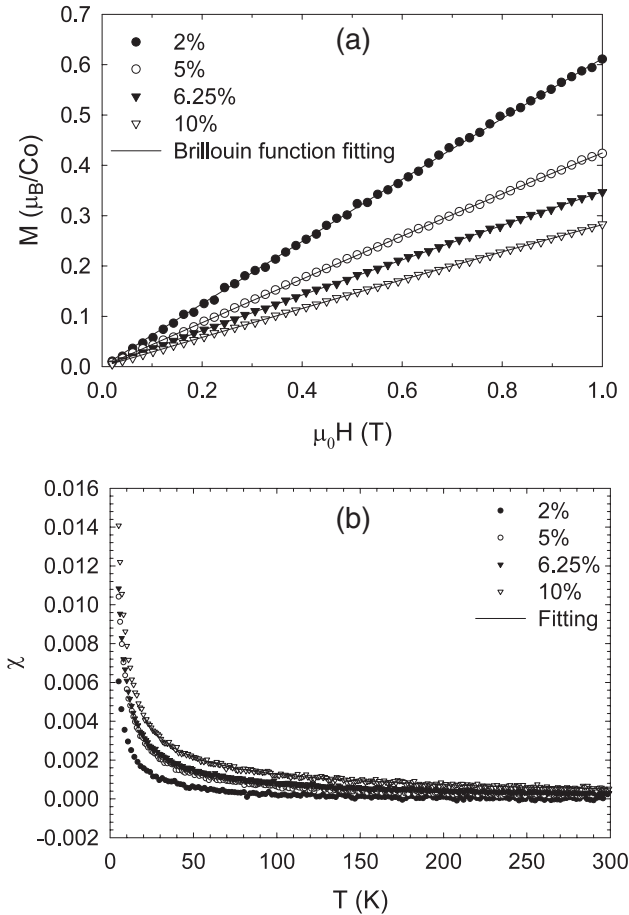 (a)
2%
5%
6.25%
10%
Brillouin function fitting
M (μB/Co)
0.7
0.6
0.5
0.4
0.3
0.2
0.1
0.0
0.0 0.2 0.4 0.6 0.8 1.0
μ0H (T)
(b)
2%
5%
6.25%
10%
Fitting
χ
0.016
0.014
0.012
0.010
0.008
0.006
0.004
0.002
0.000
-0.002
0 50 100 150 200 250 300
T (K)